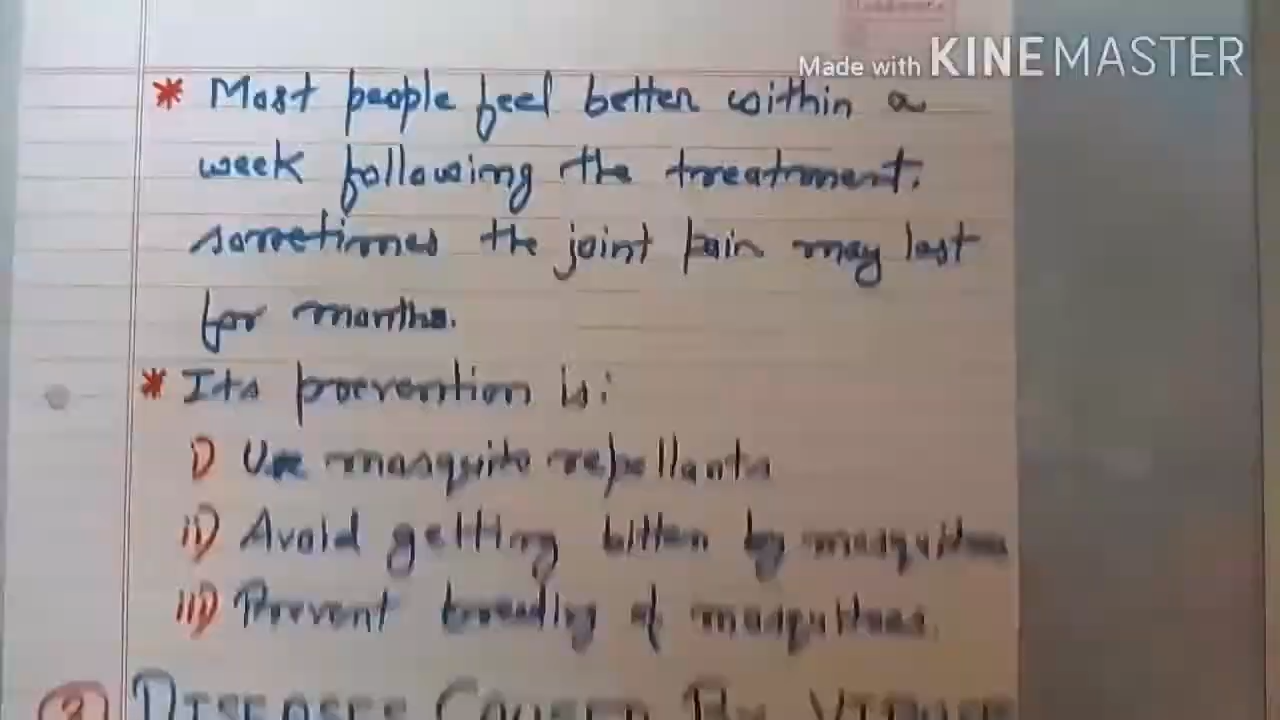 Made with KINEMASTER
* Most people feel better within a
week following the treatment.
sometimes the joint pain may last
for months.
* Its prevention is:
i) Use mosquito repellants
ii) Avoid getting bitten by mosquitoes
iii) Prevent breeding of mosquitoes.
DISEASES CAUSED BY